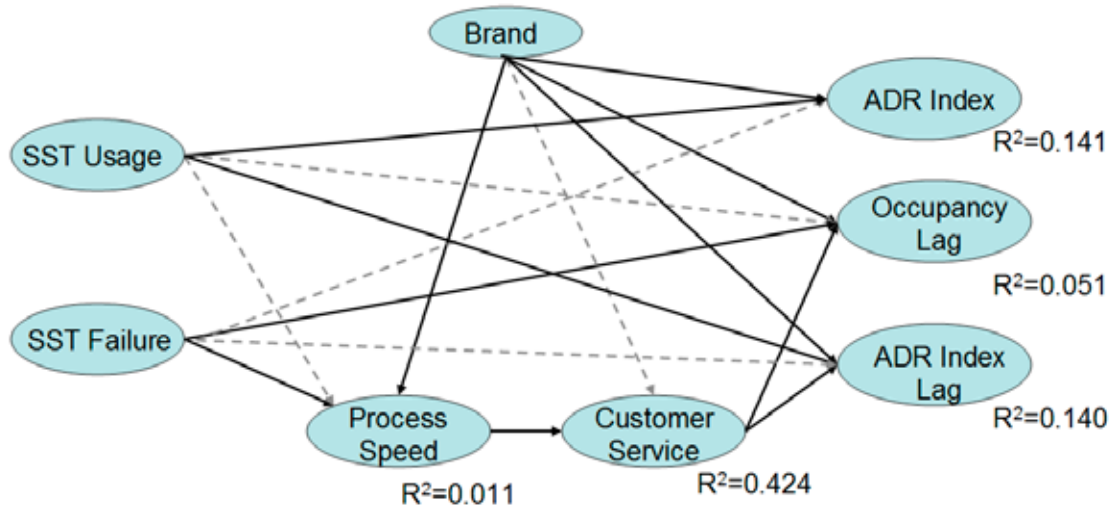 Brand
ADR Index
R²=0.141
SST Usage
Occupancy
Lag
R²=0.051
SST Failure
ADR Index
Lag
R²=0.140
Process
Speed
R²=0.011
Customer
Service
R²=0.424